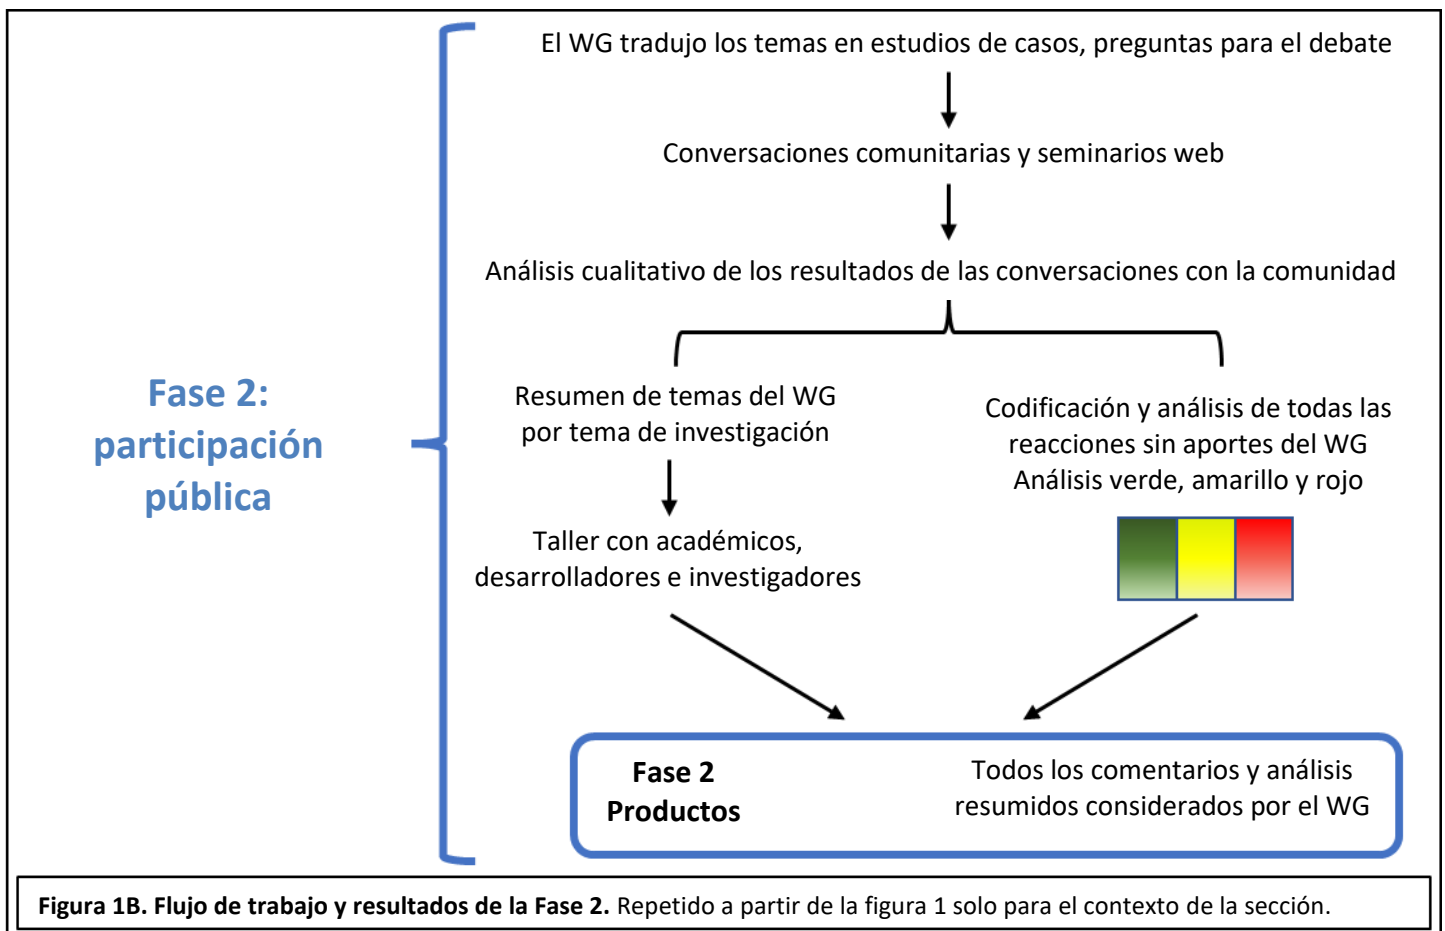 El WG tradujo los temas en estudios de casos, preguntas para el debate
Conversaciones comunitarias y seminarios web
Análisis cualitativo de los resultados de las conversaciones con la comunidad
Fase 2:
participación
pública
Resumen de temas del WG
por tema de investigación
Taller con académicos,
desarrolladores e investigadores
Codificación y análisis de todas las
reacciones sin aportes del WG
Análisis verde, amarillo y rojo
Fase 2
Productos
Todos los comentarios y análisis
resumidos considerados por el WG
Figura 1B. Flujo de trabajo y resultados de la Fase 2. Repetido a partir de la figura 1 solo para el contexto de la sección.